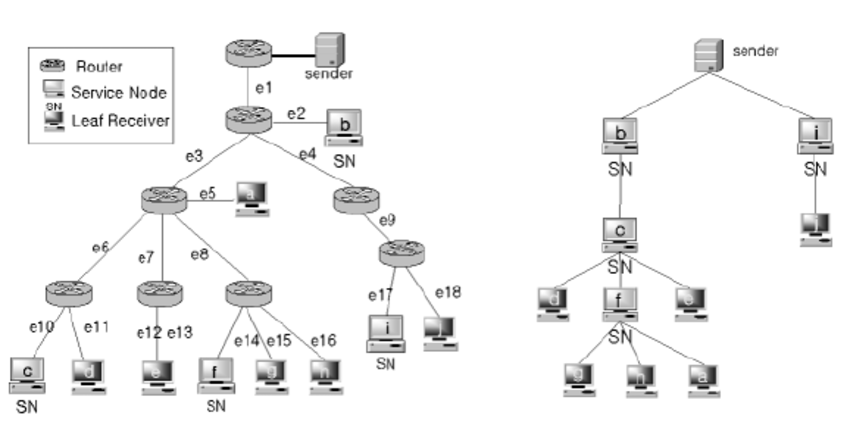 sender
Router
Service Node
SN
Leaf Receiver
e1
e2
b
SN
e3
e4
e5
a
e9
e6
e7
e8
e17
e18
i
j
SN
e10
e11
e12 e13
e14
e15
e16
c
d
e
f
g
h
SN
SN
sender
b
i
SN
SN
j
c
SN
d
f
e
SN
g
h
a